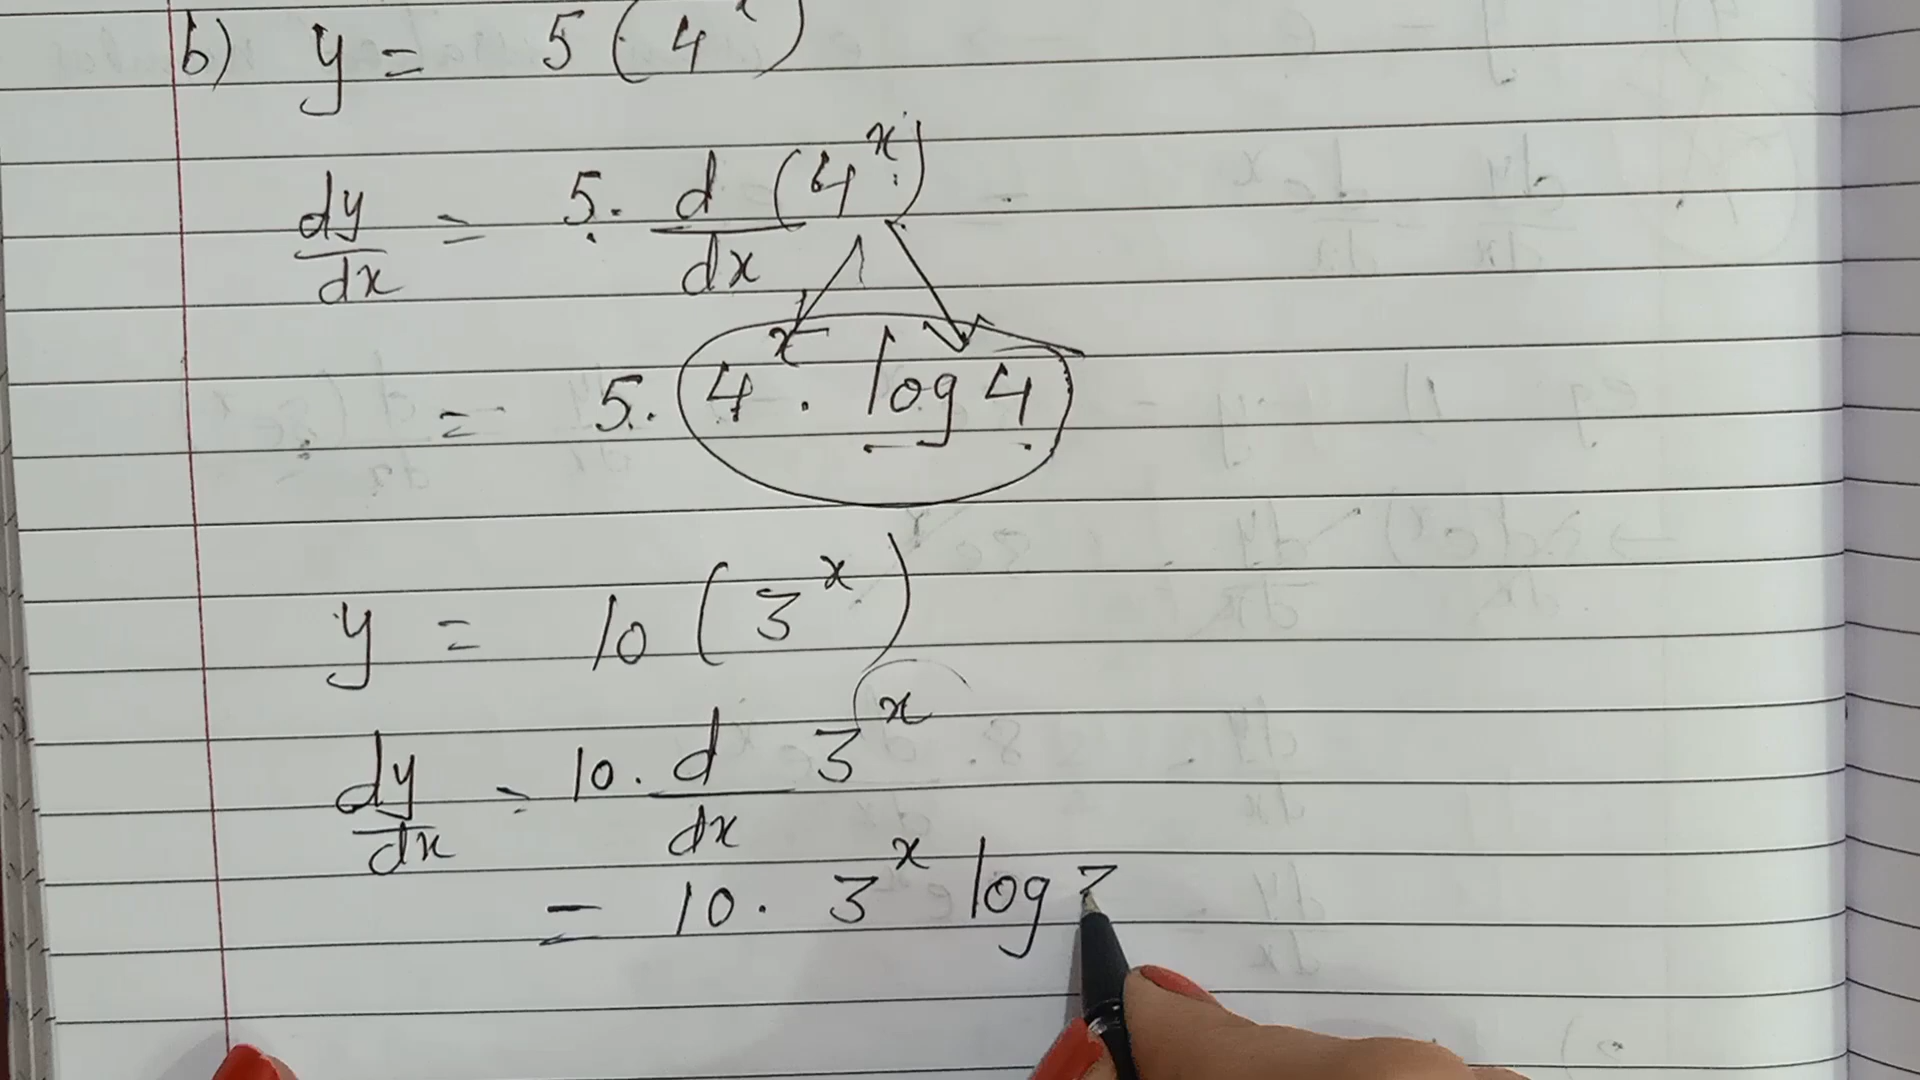 b) y = 5 (4^x)
dy/dx = 5. d/dx (4^x)
= 5. 4^x . log 4
y = 10 (3^x)
dy/dx = 10. d/dx 3^x
= 10. 3^x log 3